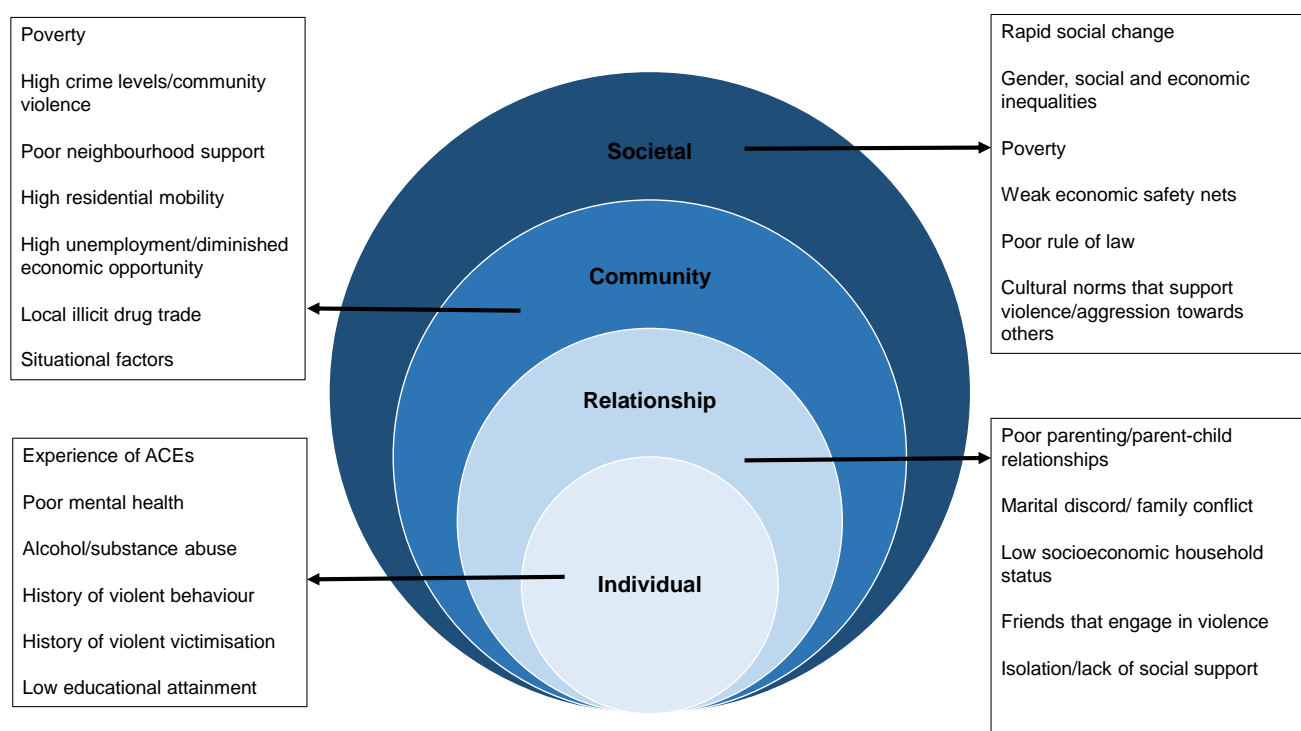 Poverty
High crime levels/community
violence
Poor neighbourhood support
High residential mobility
High unemployment/diminished
economic opportunity
Local illicit drug trade
Situational factors
Experience of ACEs
Poor mental health
Alcohol/substance abuse
History of violent behaviour
History of violent victimisation
Low educational attainment
Societal
Community
Relationship
Individual
Rapid social change
Gender, social and economic
inequalities
Poverty
Weak economic safety nets
Poor rule of law
Cultural norms that support
violence/aggression towards
others
Poor parenting/parent-child
relationships
Marital discord/ family conflict
Low socioeconomic household
status
Friends that engage in violence
Isolation/lack of social support